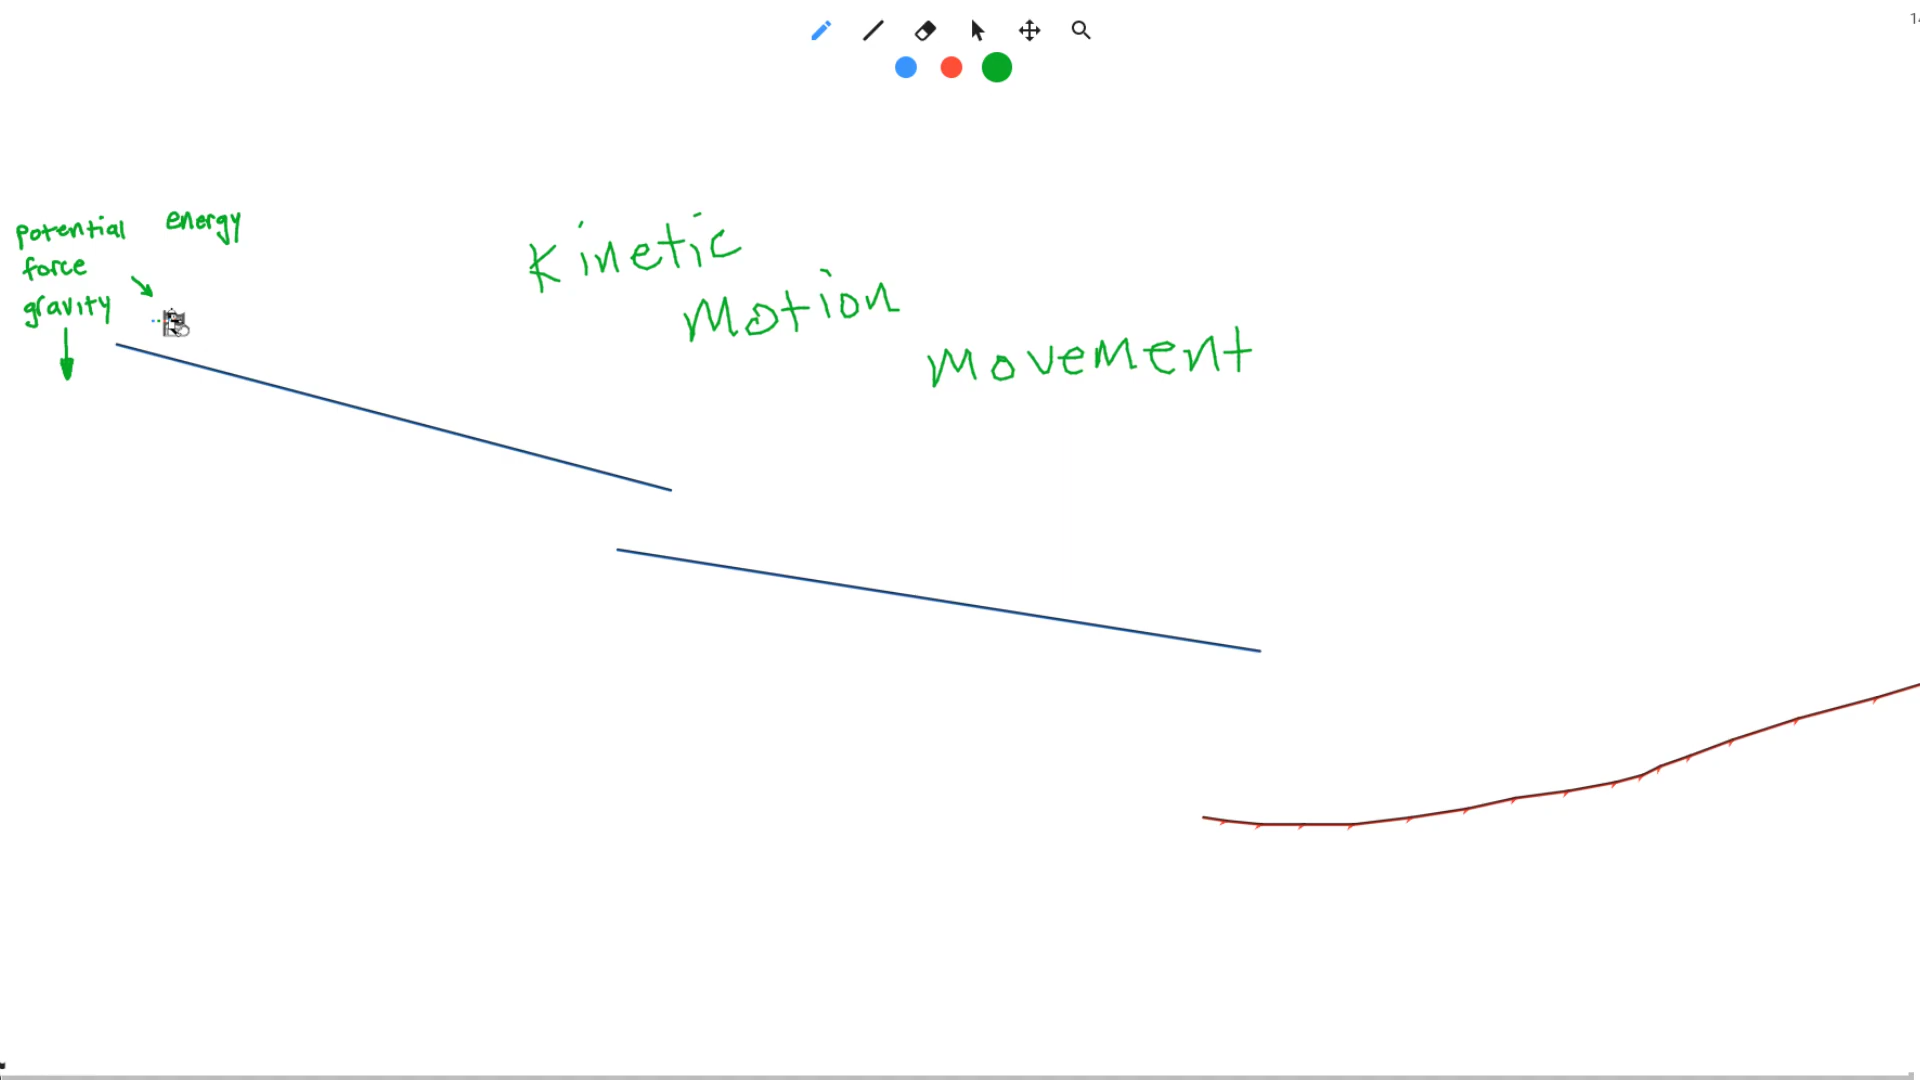 potential energy
force
gravity
Kinetic
Motion
Movement